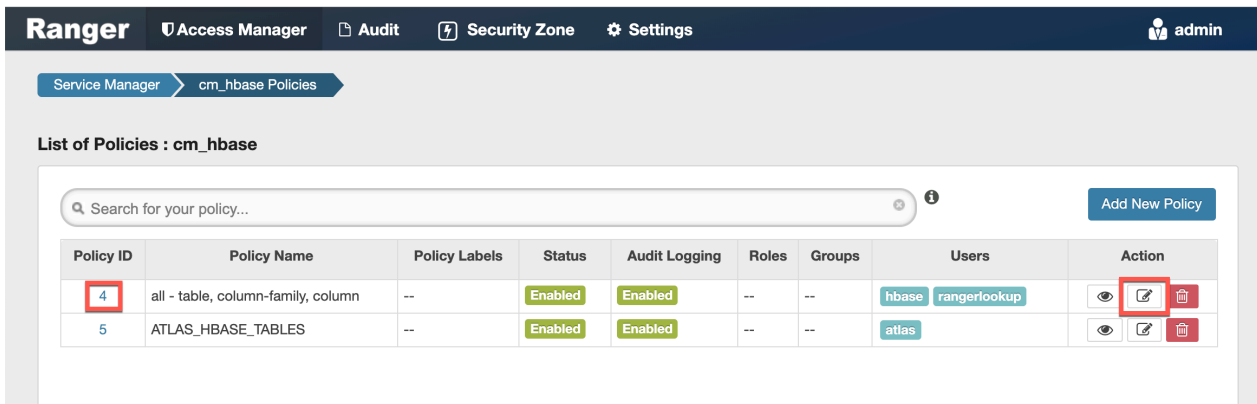 Ranger Access Manager Audit Security Zone Settings admin
Service Manager cm_hbase Policies
List of Policies : cm_hbase
Search for your policy... Add New Policy
Policy ID Policy Name Policy Labels Status Audit Logging Roles Groups Users Action
4 all - table, column-family, column -- Enabled Enabled -- -- hbase rangerlookup
5 ATLAS_HBASE_TABLES -- Enabled Enabled -- -- atlas